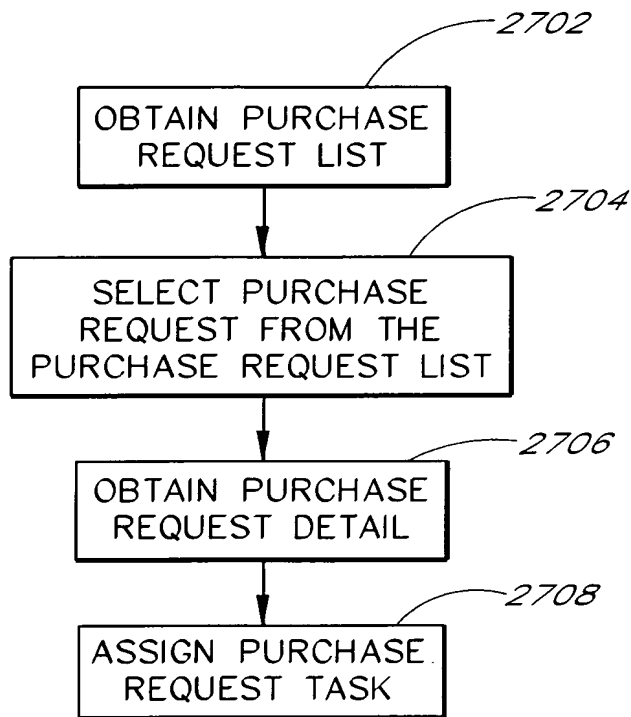 2702
OBTAIN PURCHASE
REQUEST LIST
2704
SELECT PURCHASE
REQUEST FROM THE
PURCHASE REQUEST LIST
2706
OBTAIN PURCHASE
REQUEST DETAIL
2708
ASSIGN PURCHASE
REQUEST TASK